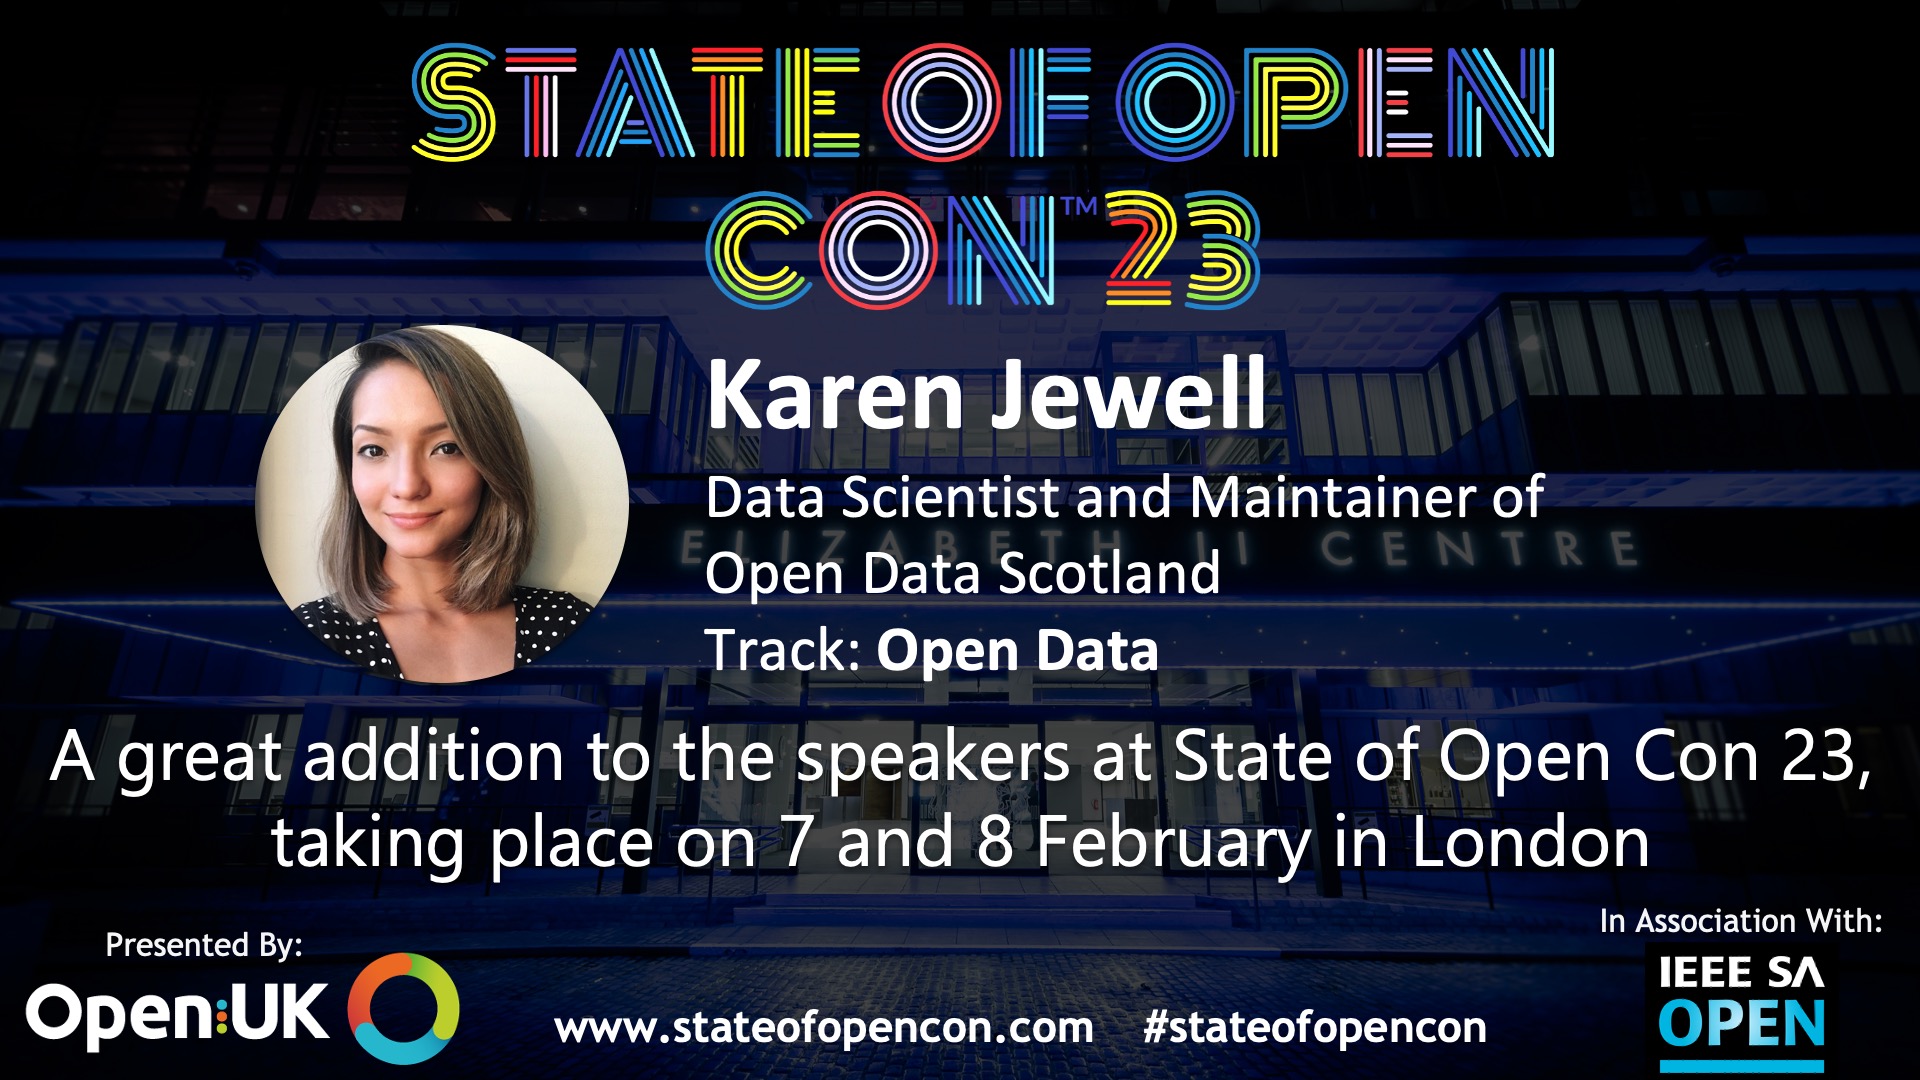 STATE OF OPEN
CON™ 23
Karen Jewell
Data Scientist and Maintainer of
ELIZABETH II CENTRE
Open Data Scotland
Track: Open Data
A great addition to the speakers at State of Open Con 23,
taking place on 7 and 8 February in London
Presented By:
Open:UK
www.stateofopencon.com #stateofopencon
In Association With:
IEEE SA
OPEN